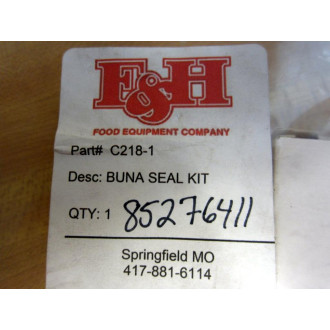 F&H
FOOD EQUIPMENT COMPANY
Part# C218-1
Desc: BUNA SEAL KIT
QTY: 1 85276411
Springfield MO
417-881-6114